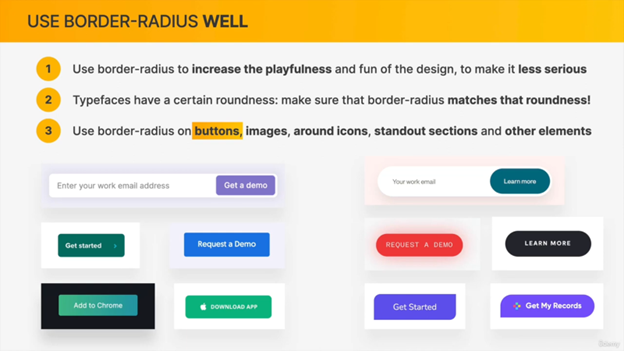 USE BORDER-RADIUS WELL
1 Use border-radius to increase the playfulness and fun of the design, to make it less serious
2 Typefaces have a certain roundness: make sure that border-radius matches that roundness!
3 Use border-radius on buttons, images, around icons, standout sections and other elements
Enter your work email address Get a demo
Your work email Learn more
Get started ›
Request a Demo
REQUEST A DEMO
LEARN MORE
Add to Chrome
DOWNLOAD APP
Get Started
Get My Records
Udemy